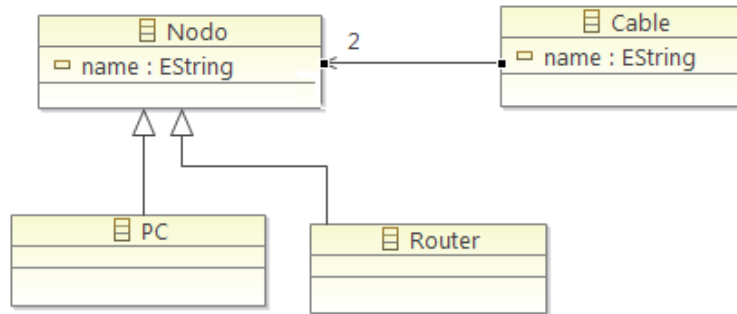 Nodo
name : EString
2
Cable
name : EString
PC
Router